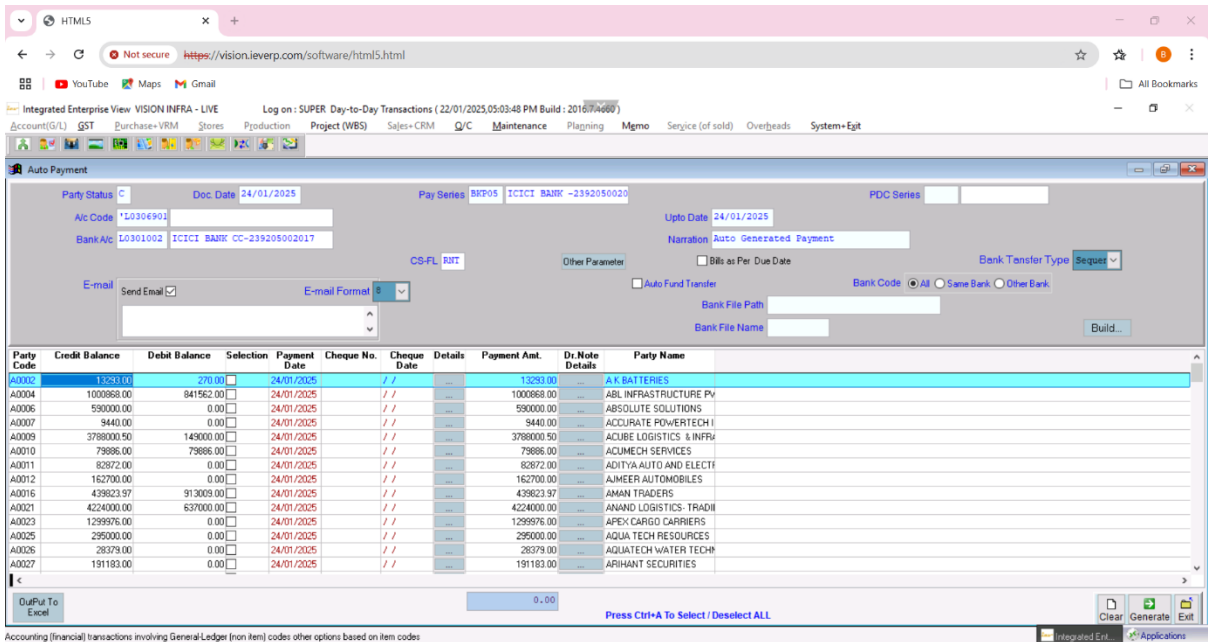 HTML5
Not secure https://vision.ieverp.com/software/html5.html
B
YouTube Maps Gmail All Bookmarks
Integrated Enterprise View VISION INFRA - LIVE Log on : SUPER Day-to-Day Transactions ( 22/01/2025,05:03:48 PM Build : 2016.7.4660 )
Account(G/L) GST Purchase+VRM Stores Production Project (WBS) Sales+CRM Q/C Maintenance Planning Memo Service (of sold) Overheads System+Exit
Auto Payment
Party Status C Doc. Date 24/01/2025 Pay Series BKP05 ICICI BANK -2392050020 PDC Series
A/c Code 'L0306901 Upto Date 24/01/2025
Bank A/c L0301002 ICICI BANK CC-239205002017 Narration Auto Generated Payment
CS-FL RNT Other Parameter Bills as Per Due Date Bank Tansfer Type Sequer
E-mail Send Email E-mail Format 8 Auto Fund Transfer Bank Code All Same Bank Other Bank
Bank File Path
Bank File Name Build...
Party Code Credit Balance Debit Balance Selection Payment Date Cheque No. Cheque Date Details Payment Amt. Dr.Note Details Party Name
A0002 13293.00 270.00 24/01/2025 / / ... 13293.00 ... A K BATTERIES
A0004 1000868.00 841562.00 24/01/2025 / / ... 1000868.00 ... ABL INFRASTRUCTURE PV
A0006 590000.00 0.00 24/01/2025 / / ... 590000.00 ... ABSOLUTE SOLUTIONS
A0007 9440.00 0.00 24/01/2025 / / ... 9440.00 ... ACCURATE POWERTECH I
A0009 3788000.50 149000.00 24/01/2025 / / ... 3788000.50 ... ACUBE LOGISTICS & INFRA
A0010 79886.00 79886.00 24/01/2025 / / ... 79886.00 ... ACUMECH SERVICES
A0011 82872.00 0.00 24/01/2025 / / ... 82872.00 ... ADITYA AUTO AND ELECTF
A0012 162700.00 0.00 24/01/2025 / / ... 162700.00 ... AJMEER AUTOMOBILES
A0016 439823.97 913009.00 24/01/2025 / / ... 439823.97 ... AMAN TRADERS
A0021 4224000.00 637000.00 24/01/2025 / / ... 4224000.00 ... ANAND LOGISTICS- TRADII
A0023 1299976.00 0.00 24/01/2025 / / ... 1299976.00 ... APEX CARGO CARRIERS
A0025 295000.00 0.00 24/01/2025 / / ... 295000.00 ... AQUA TECH RESOURCES
A0026 28379.00 0.00 24/01/2025 / / ... 28379.00 ... AQUATECH WATER TECHN
A0027 191183.00 0.00 24/01/2025 / / ... 191183.00 ... ARIHANT SECURITIES
OutPut To Excel 0.00 Press Ctrl+A To Select / Deselect ALL Clear Generate Exit
Accounting (financial) transactions involving General-Ledger (non item) codes other options based on item codes Integrated Ent... Applications